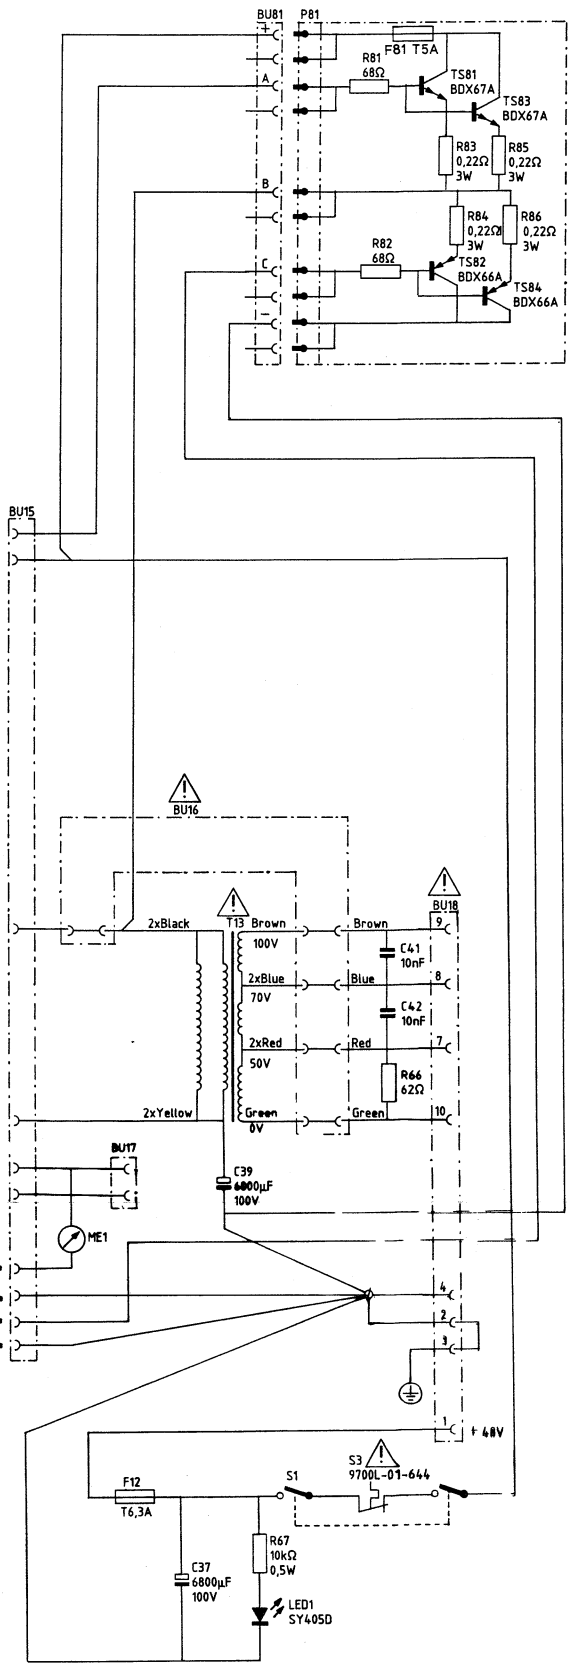 BU81 P81
+
F81 T5A
R81
68Ω
TS81
BDX67A
A
TS83
BDX67A
R83
0,22Ω
3W
R85
0,22Ω
3W
B
R84
0,22Ω
3W
R86
0,22Ω
3W
R82
68Ω
C
TS82
BDX66A
TS84
BDX66A
-
BU15
!
BU16
!
T13
!
BU18
2xBlack
Brown
100V
Brown
9
C41
10nF
2xBlue
70V
Blue
8
C42
10nF
2xRed
50V
Red
7
R66
62Ω
2xYellow
Green
0V
Green
10
BU17
C39
6800µF
100V
ME1
4
2
3
1
+ 48V
S3
!
9700L-01-644
F12
T6,3A
S1
R67
10kΩ
0,5W
C37
6800µF
100V
LED1
SY405D